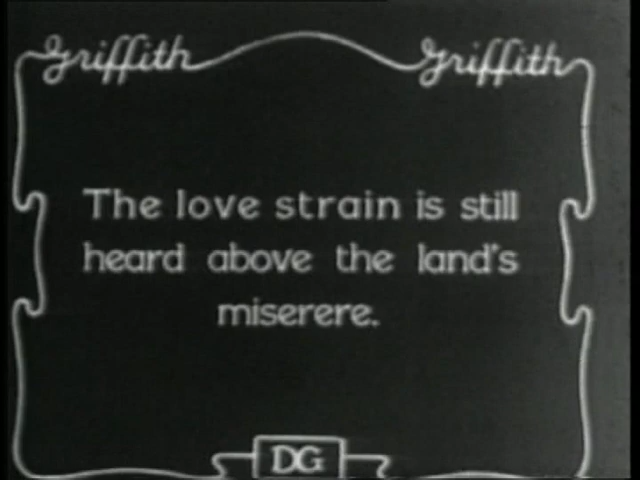 Griffith Griffith
The love strain is still
heard above the land's
miserere.
DG